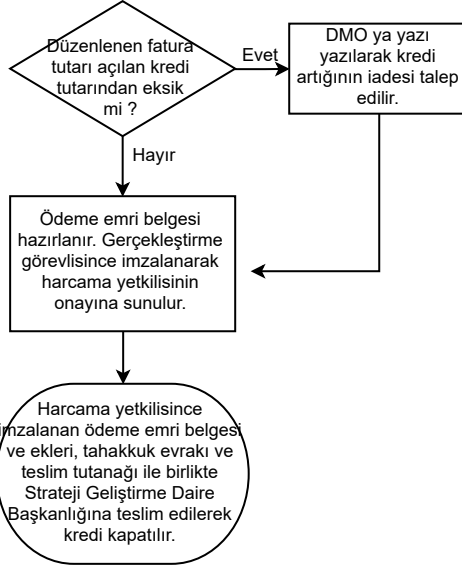 Düzenlenen fatura
tutarı açılan kredi
tutarından eksik
mi ?
Evet
DMO ya yazı
yazılarak kredi
artığının iadesi talep
edilir.
Hayır
Ödeme emri belgesi
hazırlanır. Gerçekleştirme
görevlisince imzalanarak
harcama yetkilisinin
onayına sunulur.
Harcama yetkilisince
imzalanan ödeme emri belgesi
ve ekleri, tahakkuk evrakı ve
teslim tutanağı ile birlikte
Strateji Geliştirme Daire
Başkanlığına teslim edilerek
kredi kapatılır.